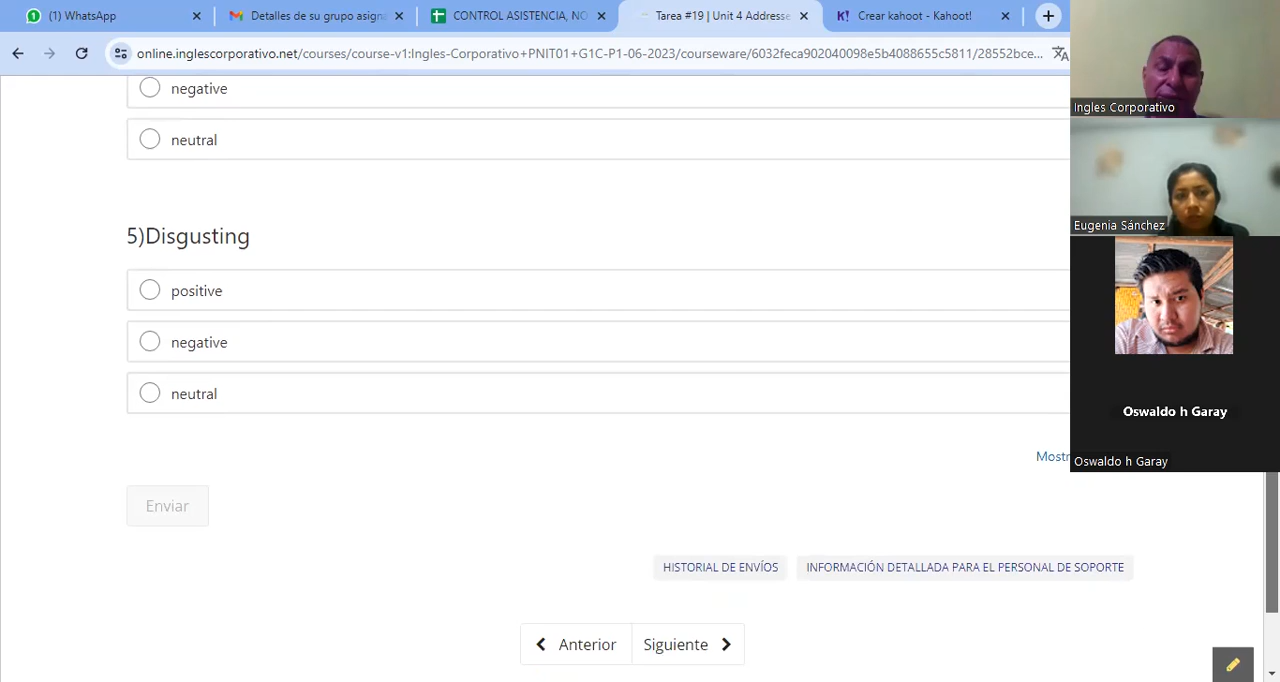 (1) WhatsApp
Detalles de su grupo asigna
CONTROL ASISTENCIA, NO
Tarea #19 | Unit 4 Addresse
K! Crear kahoot - Kahoot!
online.inglescorporativo.net/courses/course-v1:Ingles-Corporativo+PNIT01+G1C-P1-06-2023/courseware/6032feca902040098e5b4088655c5811/28552bce...
negative
neutral
5)Disgusting
positive
negative
neutral
Mostr
Enviar
HISTORIAL DE ENVÍOS
INFORMACIÓN DETALLADA PARA EL PERSONAL DE SOPORTE
Anterior
Siguiente
Ingles Corporativo
Eugenia Sánchez
Oswaldo h Garay
Oswaldo h Garay